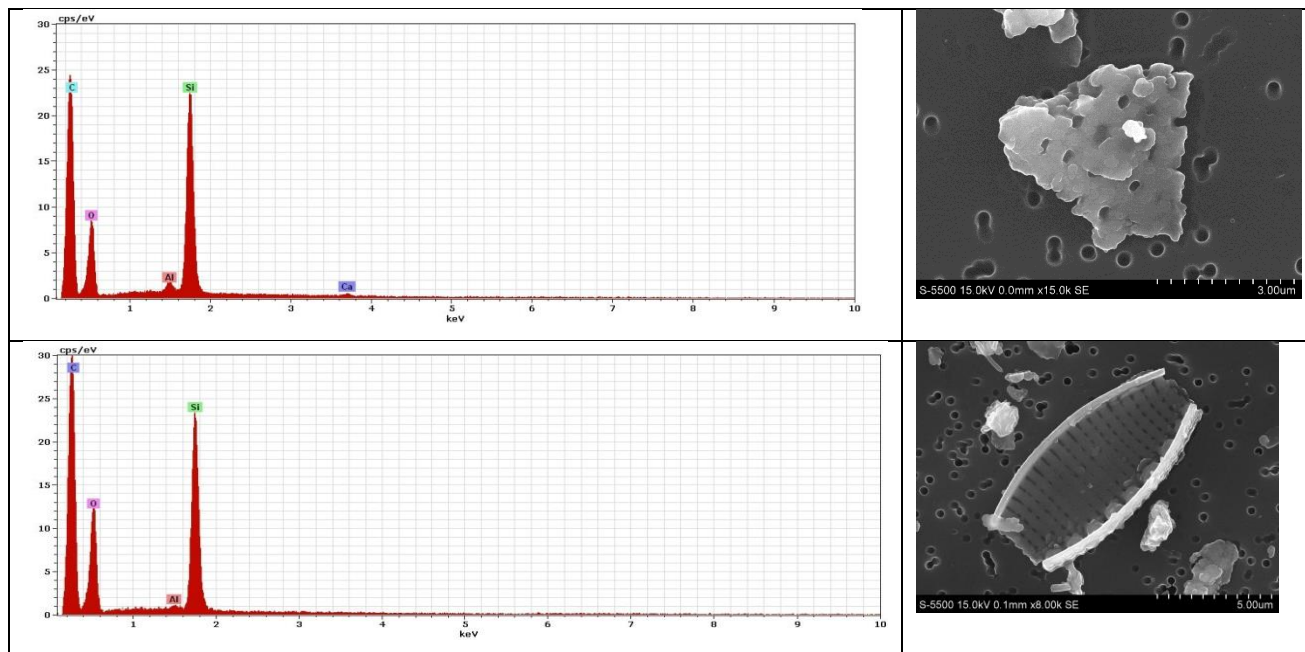 cps/eV
30
25
20
15
10
5
0
C
O
Al
Si
Ca
1 2 3 4 5 6 7 8 9 10
keV
S-5500 15.0kV 0.0mm x15.0k SE 3.00um
cps/eV
30
25
20
15
10
5
0
C
O
Al
Si
1 2 3 4 5 6 7 8 9 10
keV
S-5500 15.0kV 0.1mm x8.00k SE 5.00um